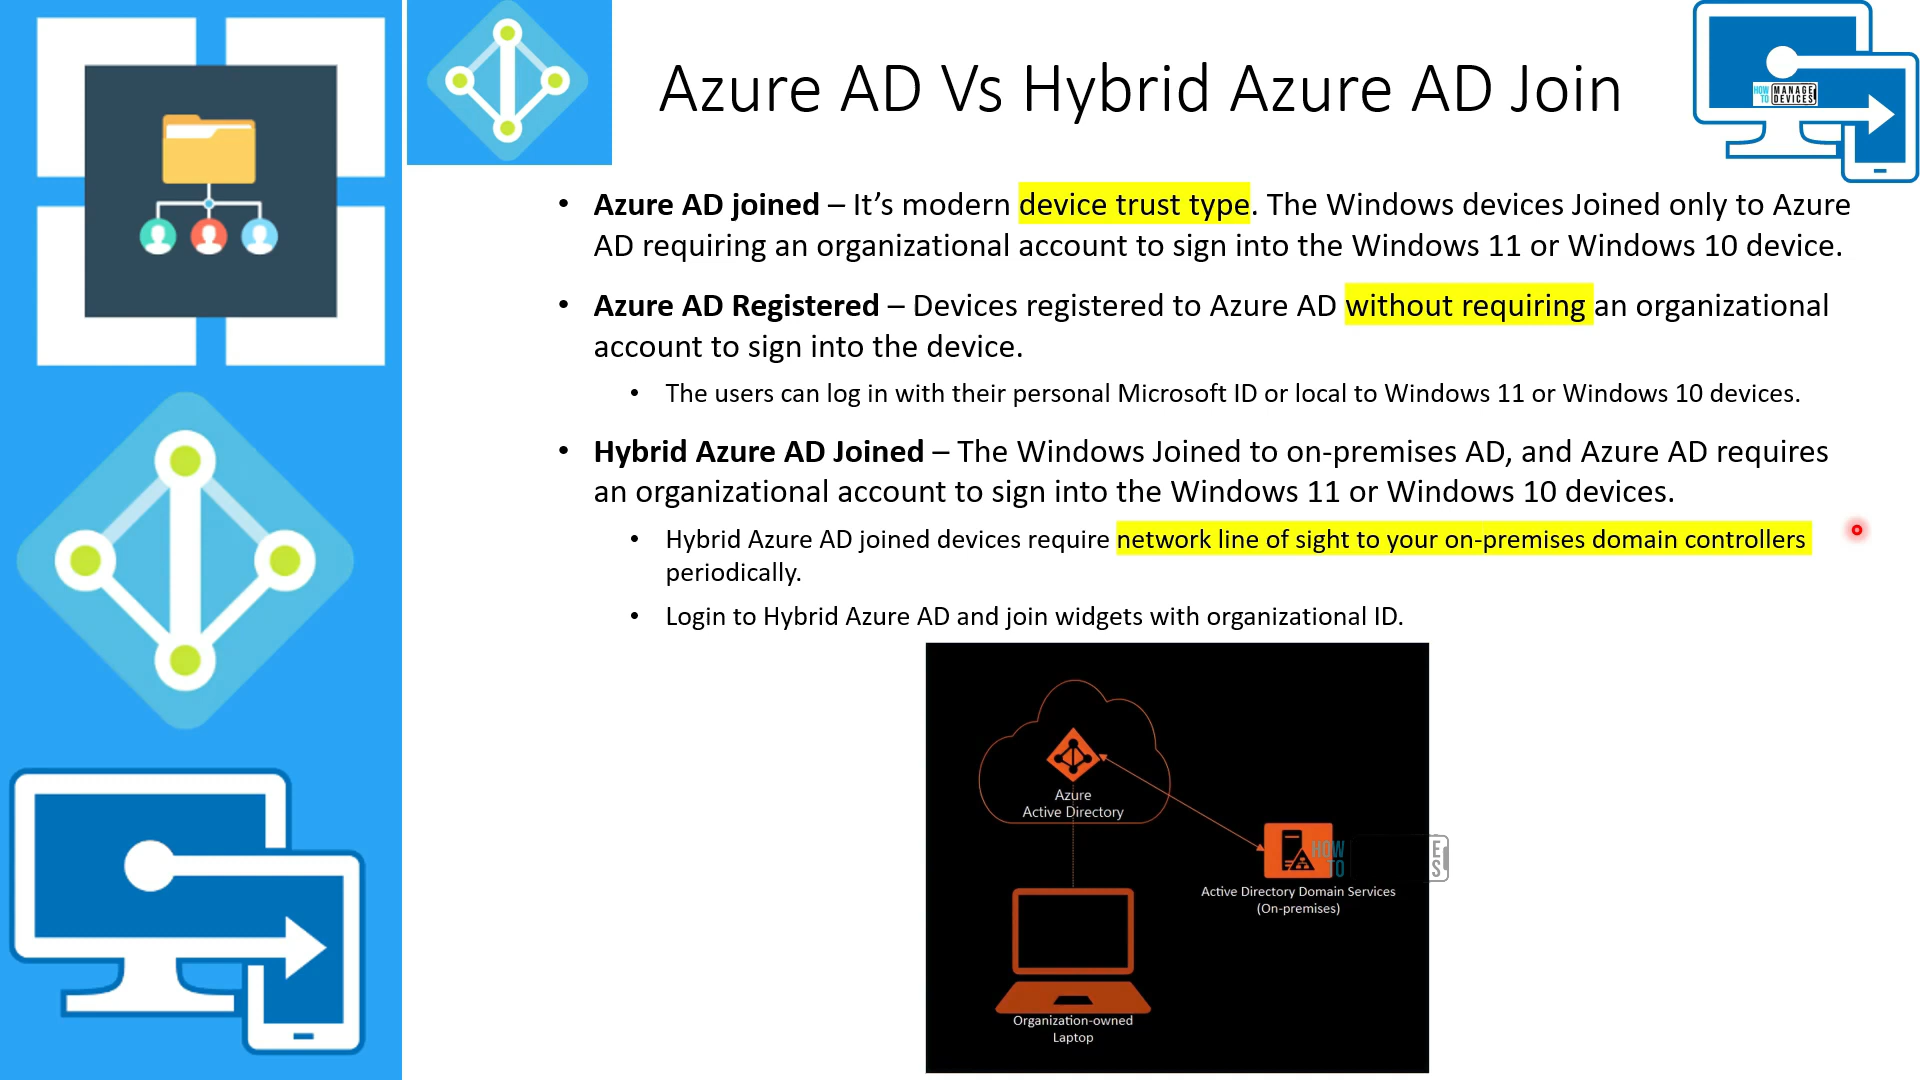 Azure AD Vs Hybrid Azure AD Join
HOW TO MANAGE DEVICES
• Azure AD joined – It’s modern device trust type. The Windows devices Joined only to Azure
AD requiring an organizational account to sign into the Windows 11 or Windows 10 device.
• Azure AD Registered – Devices registered to Azure AD without requiring an organizational
account to sign into the device.
• The users can log in with their personal Microsoft ID or local to Windows 11 or Windows 10 devices.
• Hybrid Azure AD Joined – The Windows Joined to on-premises AD, and Azure AD requires
an organizational account to sign into the Windows 11 or Windows 10 devices.
• Hybrid Azure AD joined devices require network line of sight to your on-premises domain controllers
periodically.
• Login to Hybrid Azure AD and join widgets with organizational ID.
Azure
Active Directory
HOW
TO
Active Directory Domain Services
(On-premises)
Organization-owned
Laptop